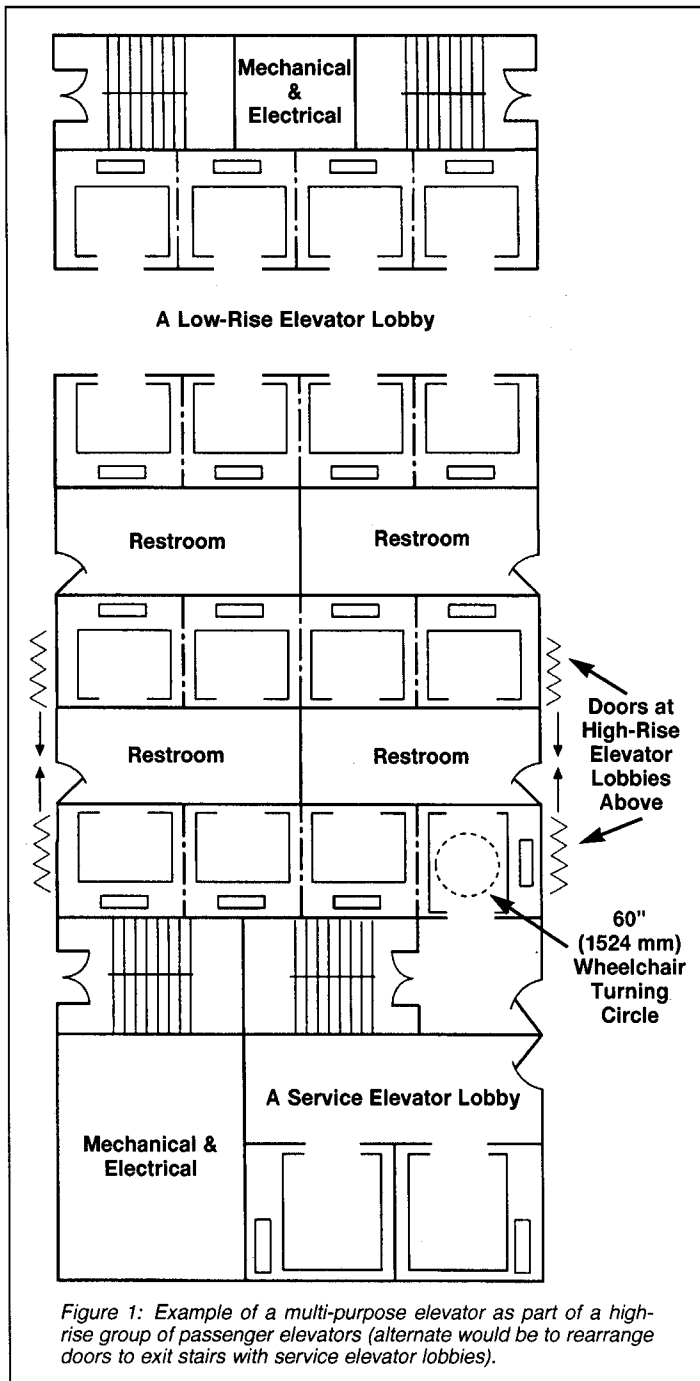 Mechanical
&
Electrical
A Low-Rise Elevator Lobby
Restroom
Restroom
Doors at
High-Rise
Elevator
Lobbies
Above
Restroom
Restroom
60"
(1524 mm)
Wheelchair
Turning
Circle
A Service Elevator Lobby
Mechanical &
Electrical
Figure 1: Example of a multi-purpose elevator as part of a high-
rise group of passenger elevators (alternate would be to rearrange
doors to exit stairs with service elevator lobbies).